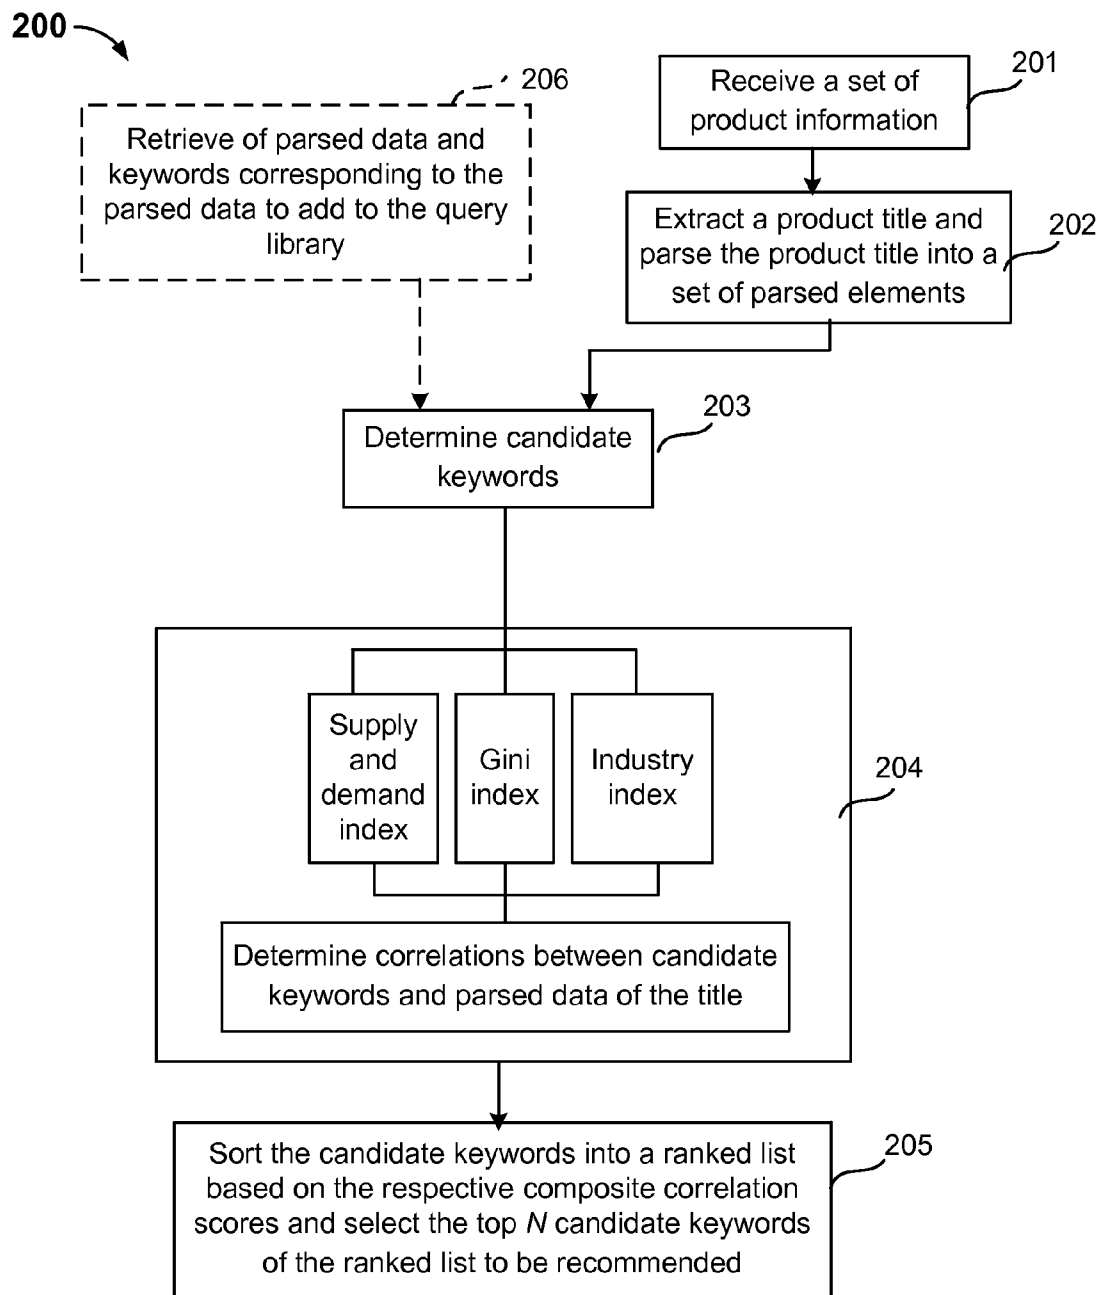 200
206
Retrieve of parsed data and
keywords corresponding to the
parsed data to add to the query
library
201
Receive a set of
product information
202
Extract a product title and
parse the product title into a
set of parsed elements
203
Determine candidate
keywords
204
Supply
and
demand
index
Gini
index
Industry
index
Determine correlations between candidate
keywords and parsed data of the title
205
Sort the candidate keywords into a ranked list
based on the respective composite correlation
scores and select the top N candidate keywords
of the ranked list to be recommended